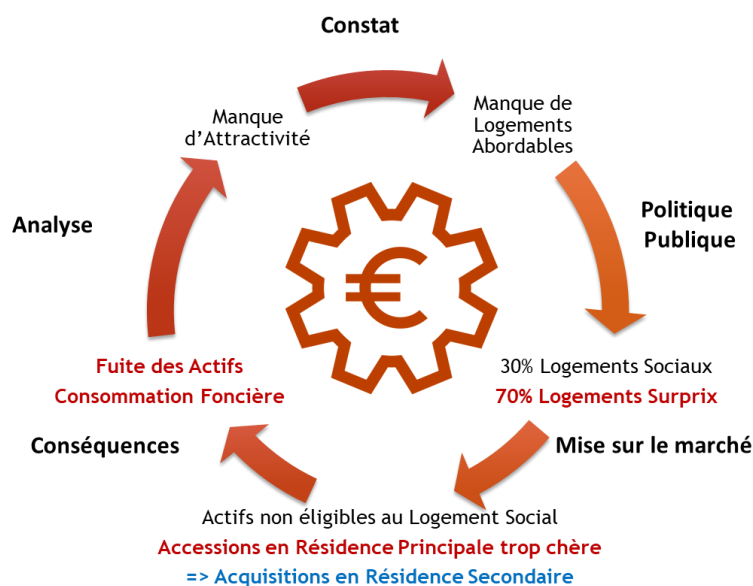 Constat
Manque
d’Attractivité
Manque de
Logements
Abordables
Analyse
Politique
Publique
€
Fuite des Actifs
Consommation Foncière
30% Logements Sociaux
70% Logements Surprix
Conséquences
Mise sur le marché
Actifs non éligibles au Logement Social
Accessions en Résidence Principale trop chère
=> Acquisitions en Résidence Secondaire